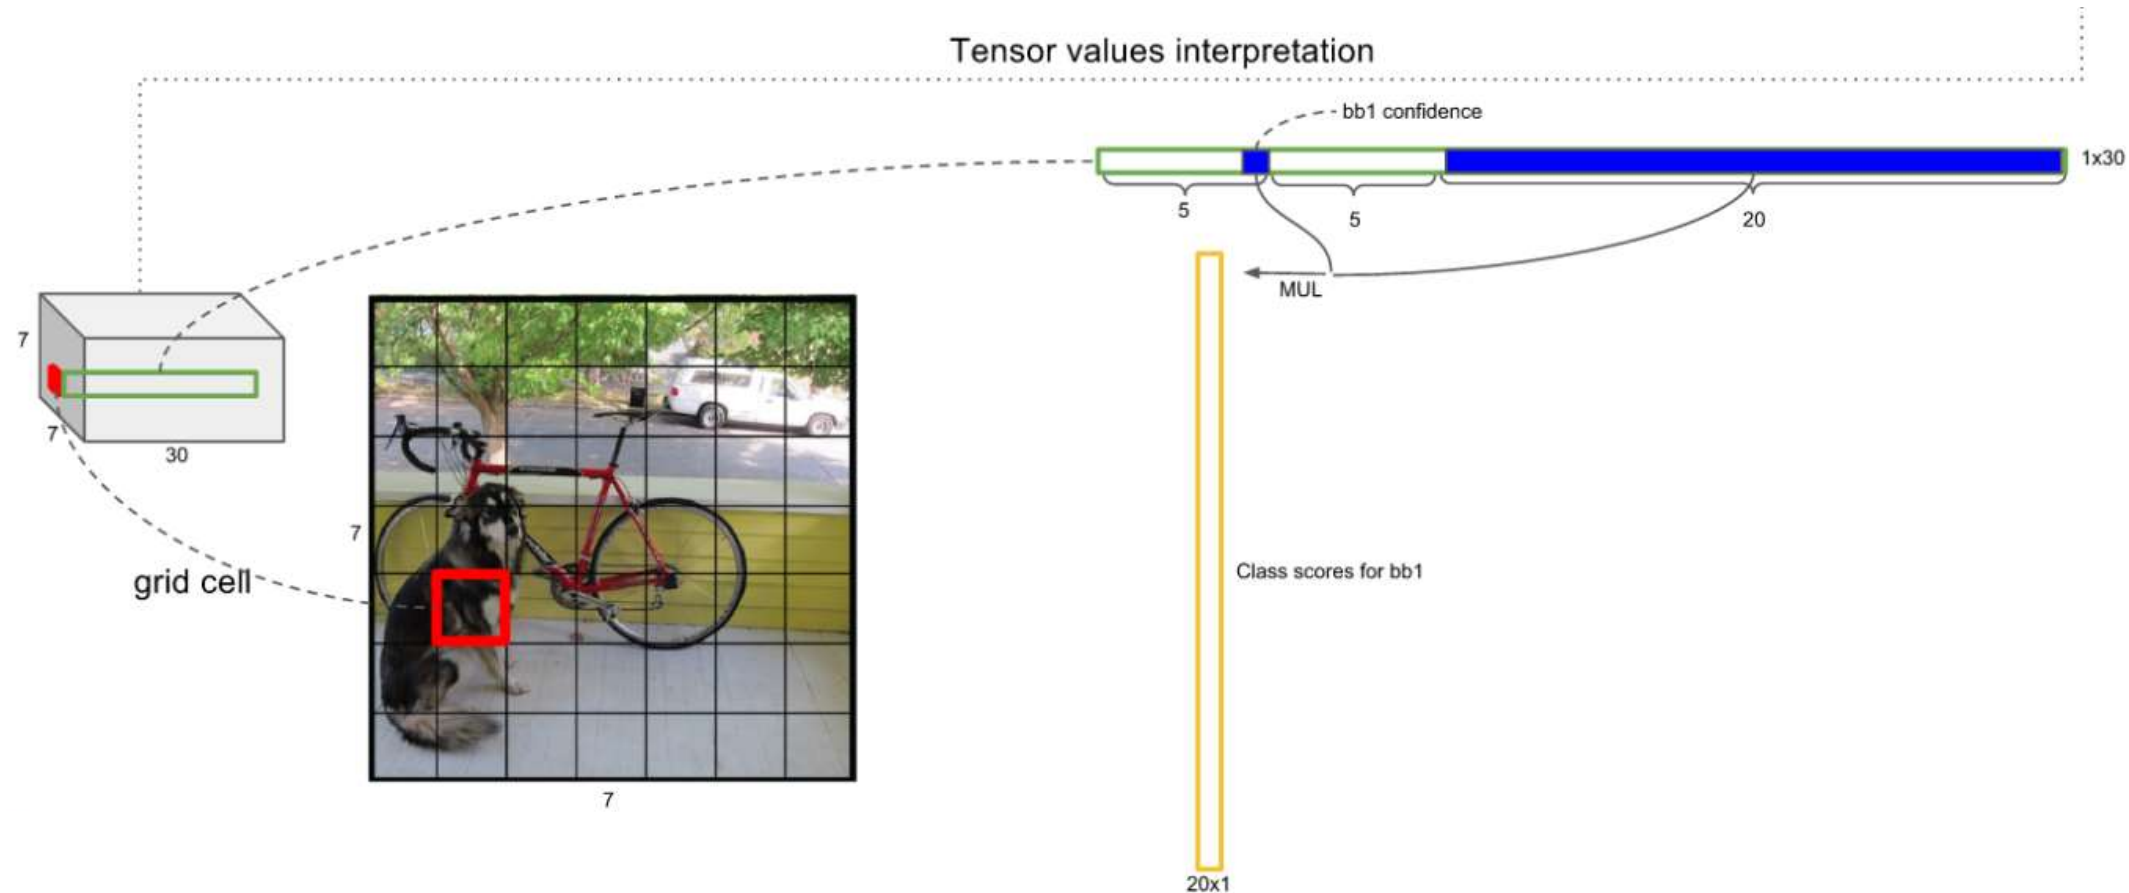 Tensor values interpretation
bb1 confidence
1x30
5
5
20
MUL
7
7
30
grid cell
7
7
Class scores for bb1
20x1